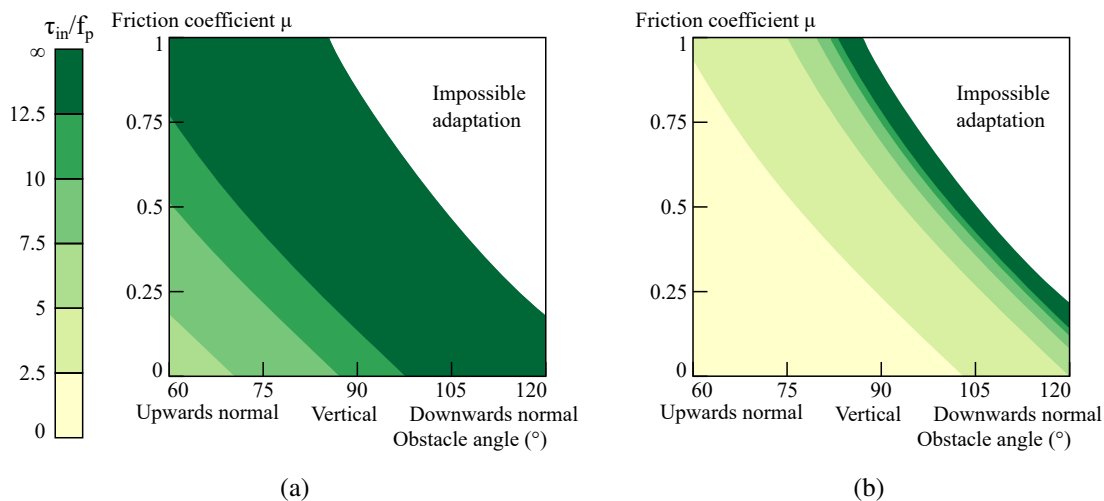 τin/fp
∞
12.5
10
7.5
5
2.5
0
Friction coefficient μ
1
0.75
0.5
0.25
0
Impossible
adaptation
60 75 90 105 120
Upwards normal Vertical Downwards normal
Obstacle angle (°)
(a)
Friction coefficient μ
1
0.75
0.5
0.25
0
Impossible
adaptation
60 75 90 105 120
Upwards normal Vertical Downwards normal
Obstacle angle (°)
(b)